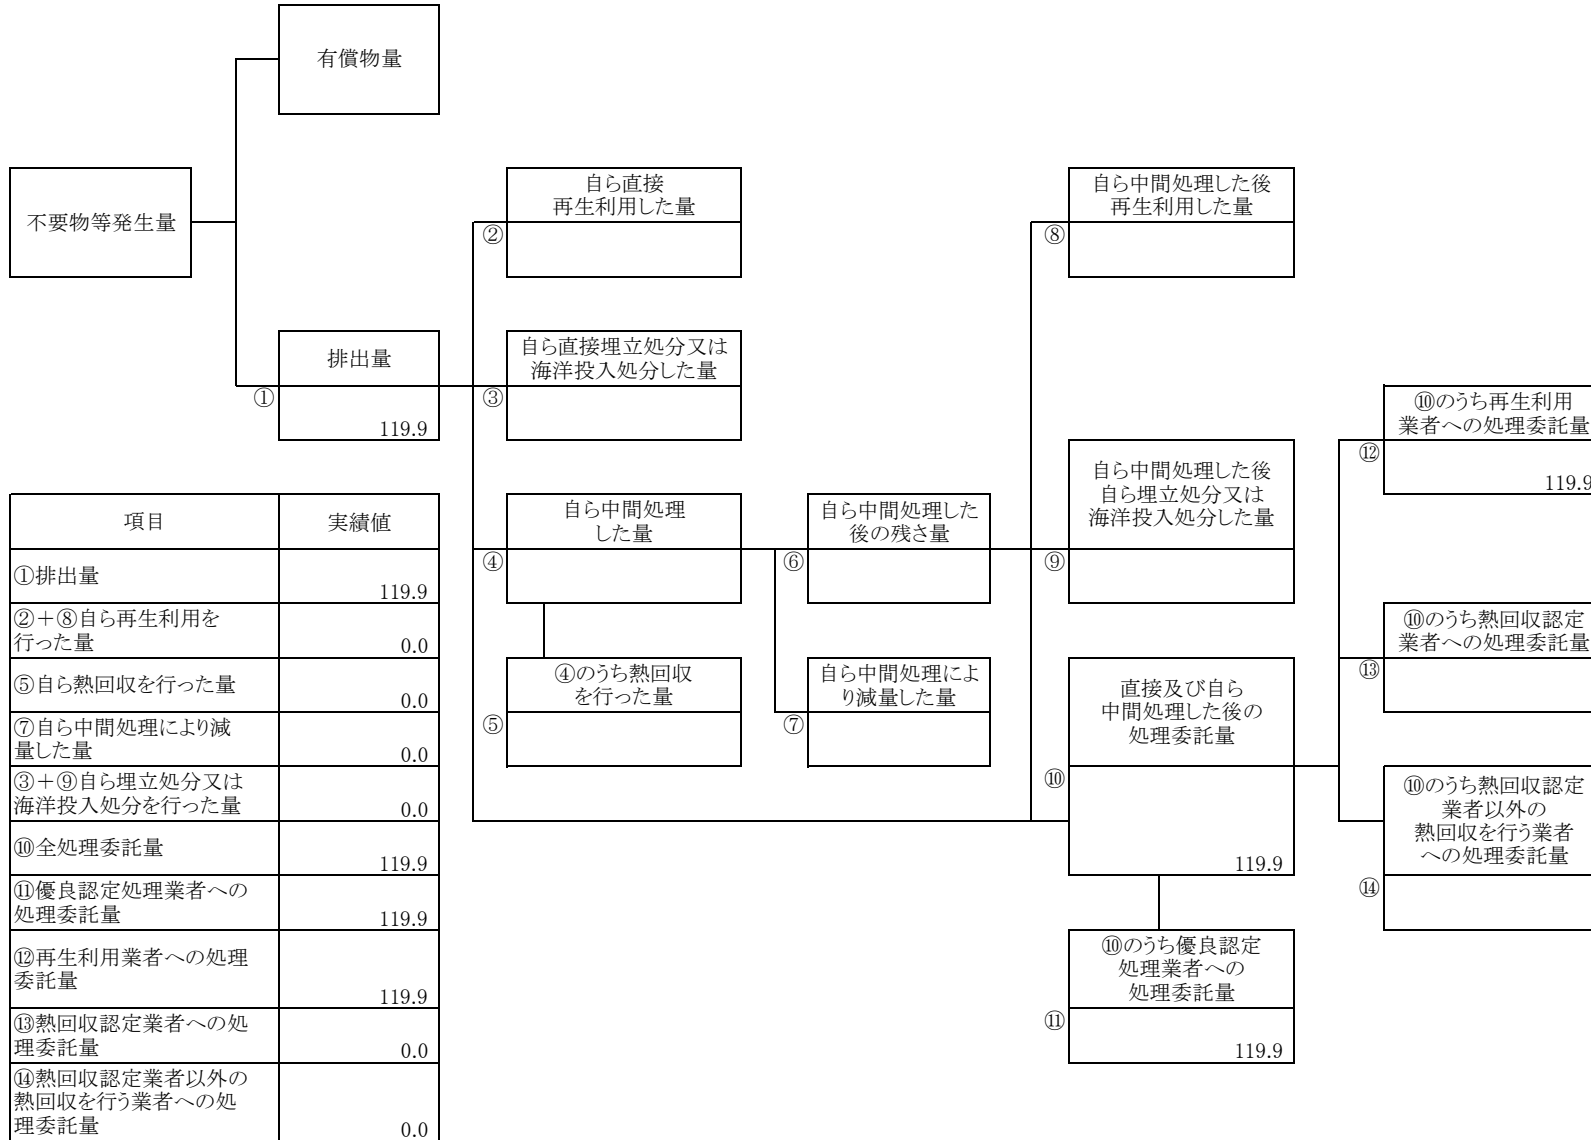 有償物量
不要物等発生量
自ら直接
再生利用した量
②
自ら中間処理した後
再生利用した量
⑧
排出量
①
119.9
自ら直接埋立処分又は
海洋投入処分した量
③
⑩のうち再生利用
業者への処理委託量
⑫
119.9
自ら中間処理
した量
④
自ら中間処理した
後の残さ量
⑥
自ら中間処理した後
自ら埋立処分又は
海洋投入処分した量
⑨
④のうち熱回収
を行った量
⑤
自ら中間処理によ
り減量した量
⑦
直接及び自ら
中間処理した後の
処理委託量
⑩
119.9
⑩のうち熱回収認定
業者への処理委託量
⑬
⑩のうち熱回収認定
業者以外の
熱回収を行う業者
への処理委託量
⑭
⑩のうち優良認定
処理業者への
処理委託量
⑪
119.9
項目 実績値
①排出量
119.9
②＋⑧自ら再生利用を
行った量
0.0
⑤自ら熱回収を行った量
0.0
⑦自ら中間処理により減
量した量
0.0
③＋⑨自ら埋立処分又は
海洋投入処分を行った量
0.0
⑩全処理委託量
119.9
⑪優良認定処理業者への
処理委託量
119.9
⑫再生利用業者への処理
委託量
119.9
⑬熱回収認定業者への処
理委託量
0.0
⑭熱回収認定業者以外の
熱回収を行う業者への処
理委託量
0.0